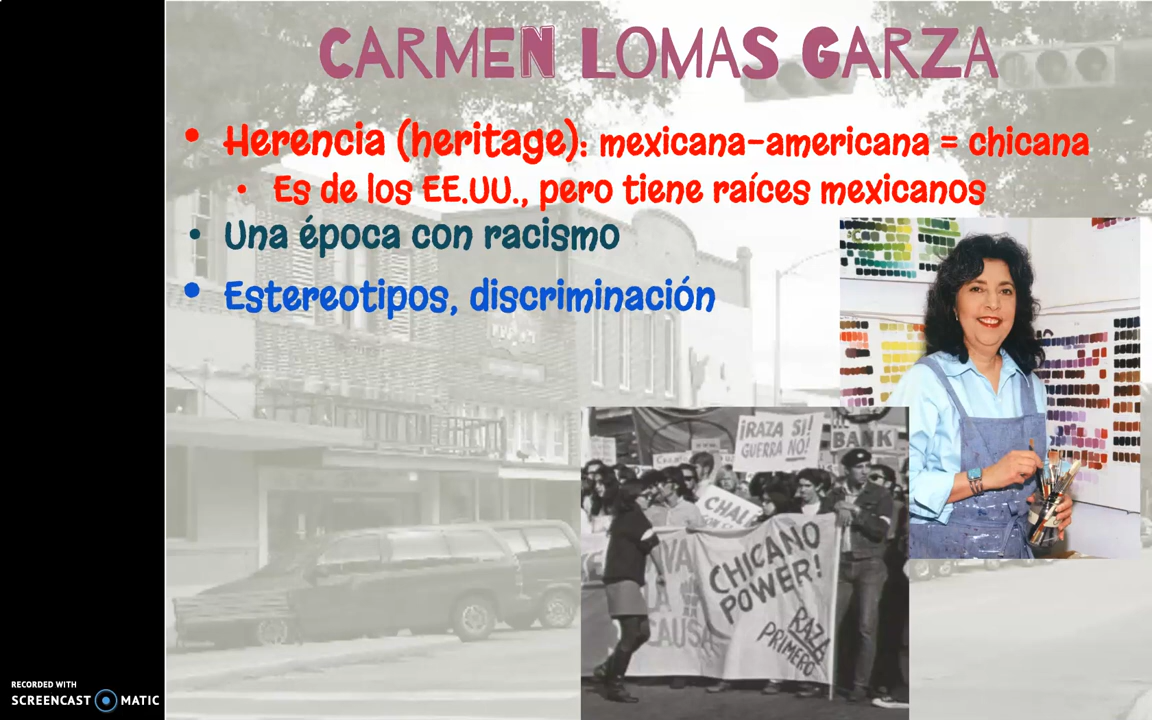 CARMEN LOMAS GARZA
• Herencia (heritage): mexicana-americana = chicana
• Es de los EE.UU., pero tiene raíces mexicanos
• Una época con racismo
• Estereotipos, discriminación
¡RAZA SI!
GUERRA NO!
BANK
CHALE
VIVA
LA
CAUSA
CHICANO
POWER!
RAZA
PRIMERO
RECORDED WITH
SCREENCAST MATIC